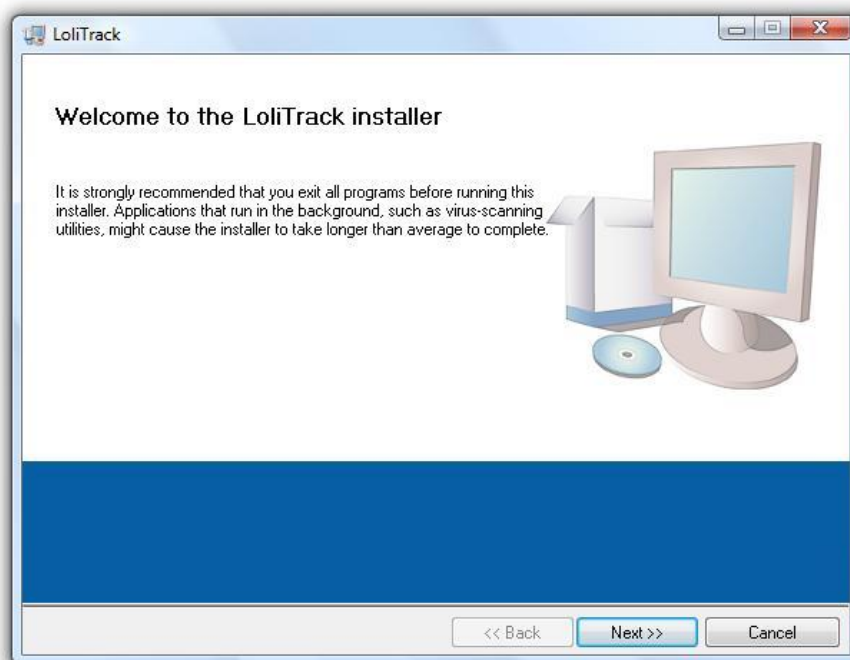 LoliTrack
Welcome to the LoliTrack installer
It is strongly recommended that you exit all programs before running this
installer. Applications that run in the background, such as virus-scanning
utilities, might cause the installer to take longer than average to complete.
<< Back
Next >>
Cancel